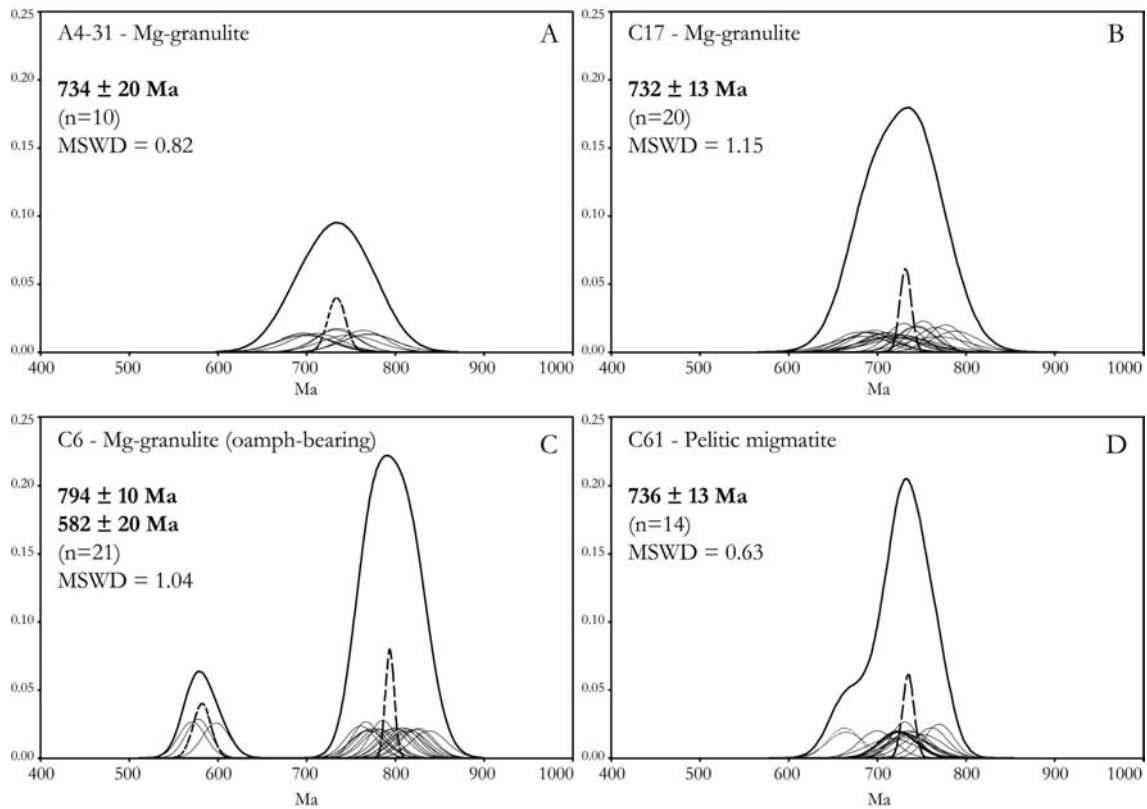 0.25
0.20
0.15
0.10
0.05
0.00
A4-31 - Mg-granulite
A
734 ± 20 Ma
(n=10)
MSWD = 0.82
400 500 600 700 800 900 1000
Ma
0.25
0.20
0.15
0.10
0.05
0.00
C17 - Mg-granulite
B
732 ± 13 Ma
(n=20)
MSWD = 1.15
400 500 600 700 800 900 1000
Ma
0.25
0.20
0.15
0.10
0.05
0.00
C6 - Mg-granulite (oamph-bearing)
C
794 ± 10 Ma
582 ± 20 Ma
(n=21)
MSWD = 1.04
400 500 600 700 800 900 1000
Ma
0.25
0.20
0.15
0.10
0.05
0.00
C61 - Pelitic migmatite
D
736 ± 13 Ma
(n=14)
MSWD = 0.63
400 500 600 700 800 900 1000
Ma